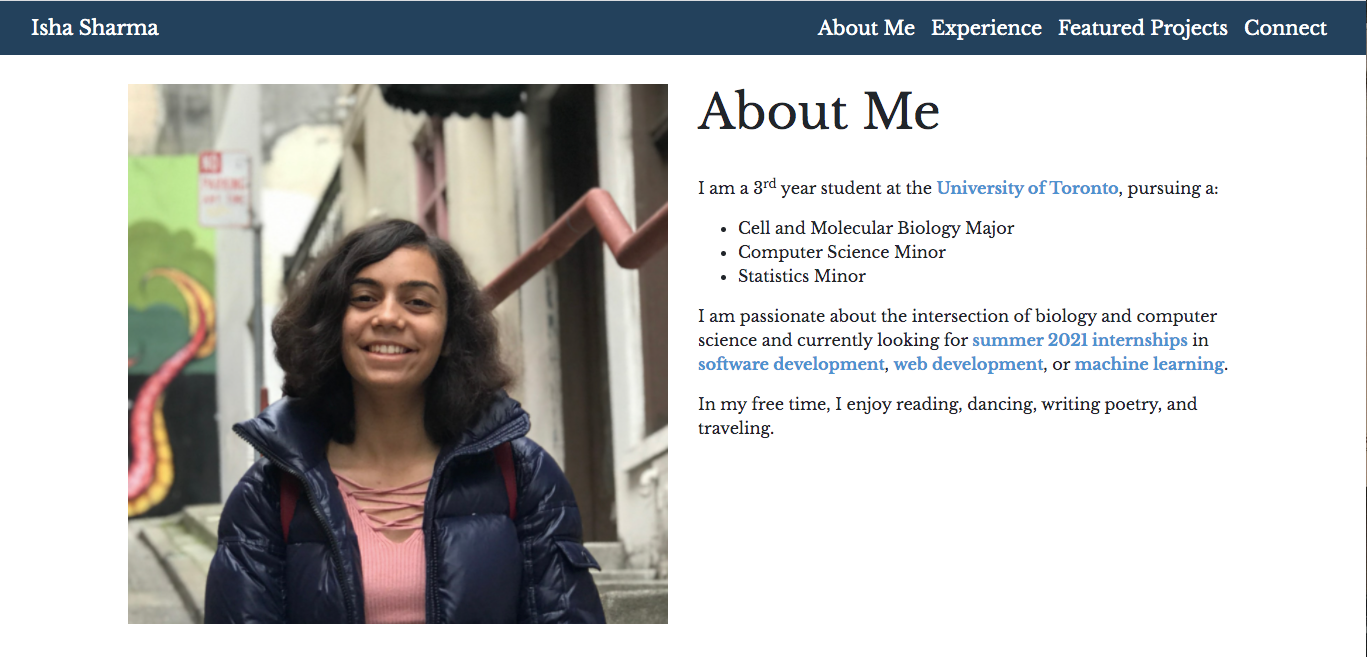 Isha Sharma
About Me Experience Featured Projects Connect
About Me
I am a 3rd year student at the University of Toronto, pursuing a:
• Cell and Molecular Biology Major
• Computer Science Minor
• Statistics Minor
I am passionate about the intersection of biology and computer
science and currently looking for summer 2021 internships in
software development, web development, or machine learning.
In my free time, I enjoy reading, dancing, writing poetry, and
traveling.
NO
PARKING
ANY TIME